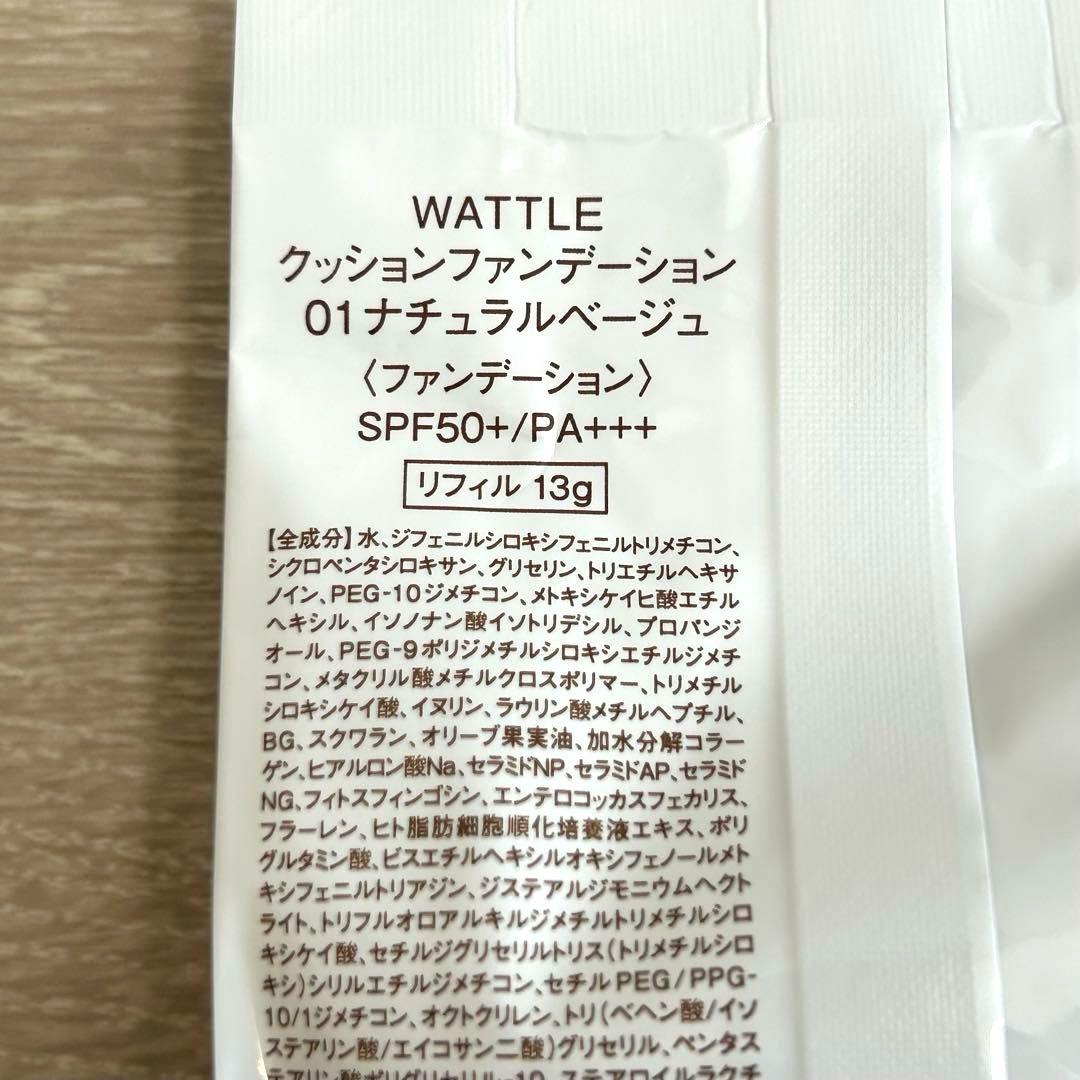 WATTLE
クッションファンデーション
01ナチュラルベージュ
〈ファンデーション〉
SPF50+/PA+++
リフィル 13g
【全成分】水、ジフェニルシロキシフェニルトリメチコン、
シクロペンタシロキサン、グリセリン、トリエチルヘキサ
ノイン、PEG-10ジメチコン、メトキシケイヒ酸エチル
ヘキシル、イソノナン酸イソトリデシル、プロパンジ
オール、PEG-9ポリジメチルシロキシエチルジメチ
コン、メタクリル酸メチルクロスポリマー、トリメチル
シロキシケイ酸、イヌリン、ラウリン酸メチルヘプチル、
BG、スクワラン、オリーブ果実油、加水分解コラー
ゲン、ヒアルロン酸Na、セラミドNP、セラミドAP、セラミド
NG、フィトスフィンゴシン、エンテロコッカスフェカリス、
フラーレン、ヒト脂肪細胞順化培養液エキス、ポリ
グルタミン酸、ビスエチルヘキシルオキシフェノールメト
キシフェニルトリアジン、ジステアルジモニウムヘクト
ライト、トリフルオロアルキルジメチルトリメチルシロ
キシケイ酸、セチルジグリセリルトリス(トリメチルシロ
キシ)シリルエチルジメチコン、セチルPEG/PPG-
10/1ジメチコン、オクトクリレン、トリ(ベヘン酸/イソ
ステアリン酸/エイコサン二酸)グリセリル、ペンタス
テアリン酸ポリグリセリル-10、ステアロイルラクチ